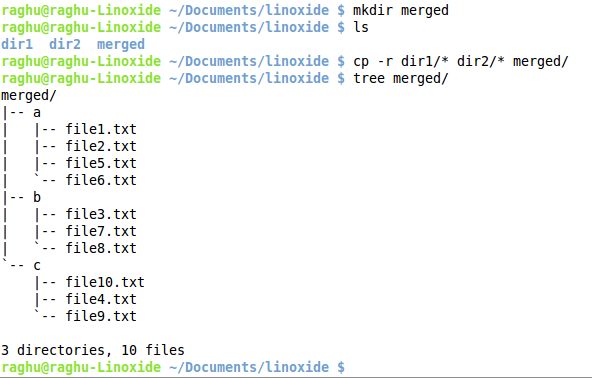 raghu@raghu-Linoxide ~/Documents/linoxide $ mkdir merged
raghu@raghu-Linoxide ~/Documents/linoxide $ ls
dir1  dir2  merged
raghu@raghu-Linoxide ~/Documents/linoxide $ cp -r dir1/* dir2/* merged/
raghu@raghu-Linoxide ~/Documents/linoxide $ tree merged/
merged/
|-- a
|   |-- file1.txt
|   |-- file2.txt
|   |-- file5.txt
|   `-- file6.txt
|-- b
|   |-- file3.txt
|   |-- file7.txt
|   `-- file8.txt
`-- c
    |-- file10.txt
    |-- file4.txt
    `-- file9.txt

3 directories, 10 files
raghu@raghu-Linoxide ~/Documents/linoxide $